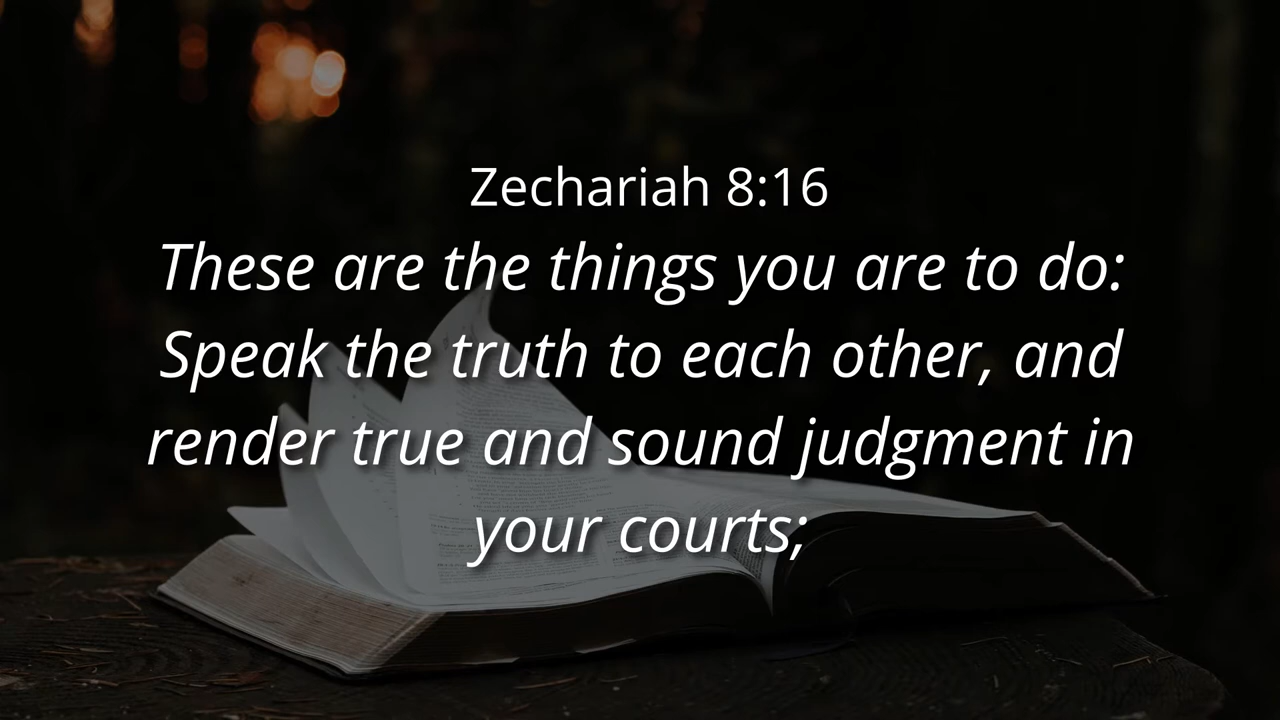 Zechariah 8:16
These are the things you are to do:
Speak the truth to each other, and
render true and sound judgment in
your courts;